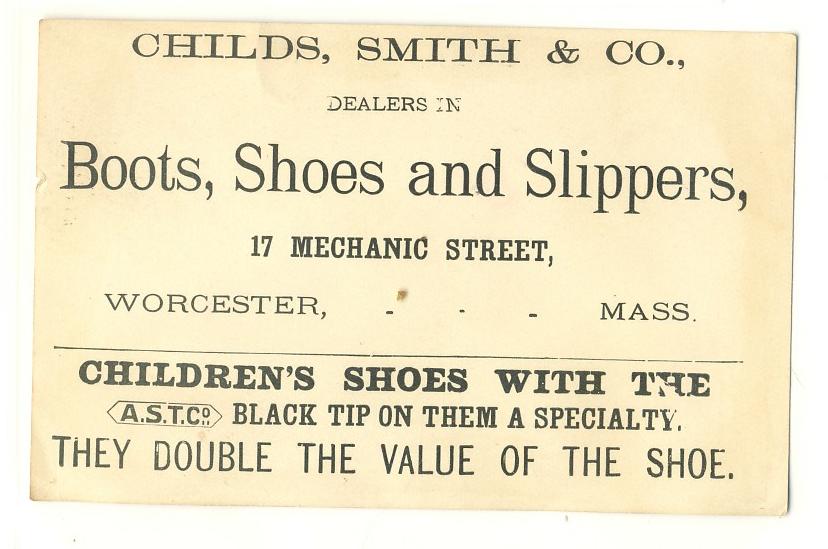 CHILDS, SMITH & CO.,
DEALERS IN
Boots, Shoes and Slippers,
17 MECHANIC STREET,
WORCESTER, - - - MASS.
CHILDREN'S SHOES WITH THE
A.S.T.Co. BLACK TIP ON THEM A SPECIALTY.
THEY DOUBLE THE VALUE OF THE SHOE.